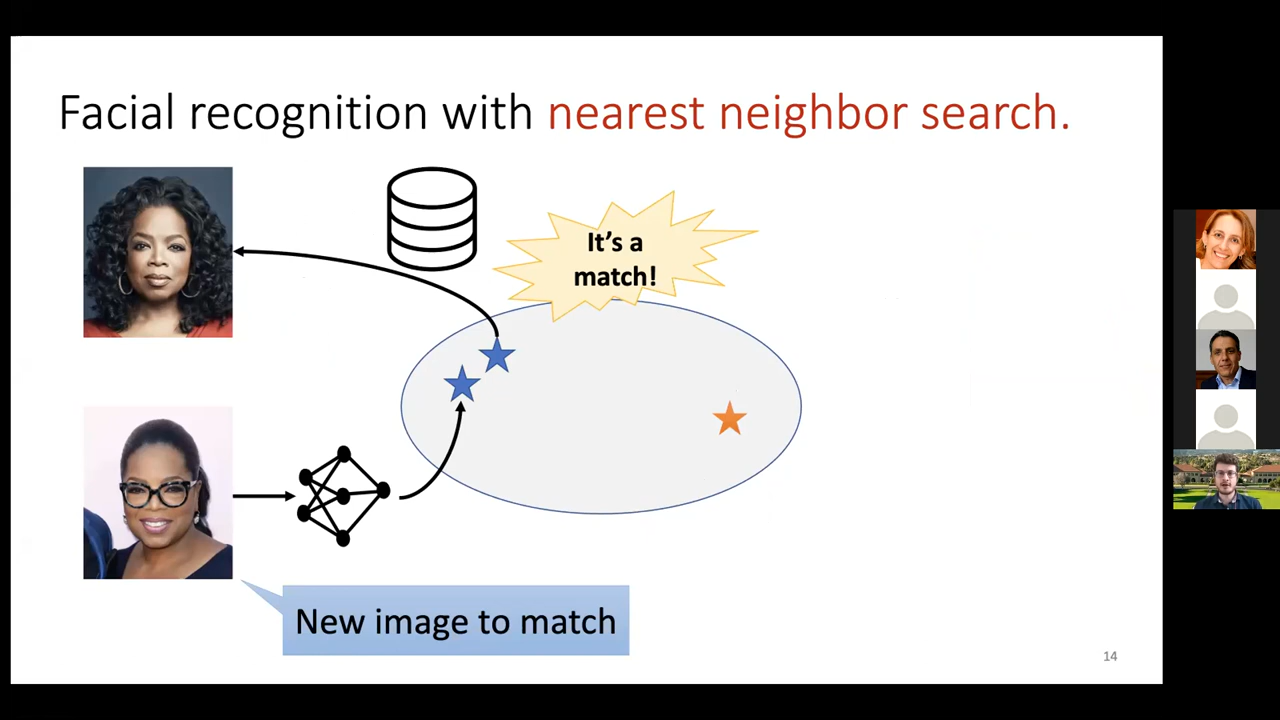 Facial recognition with nearest neighbor search.
It's a
match!
New image to match
14